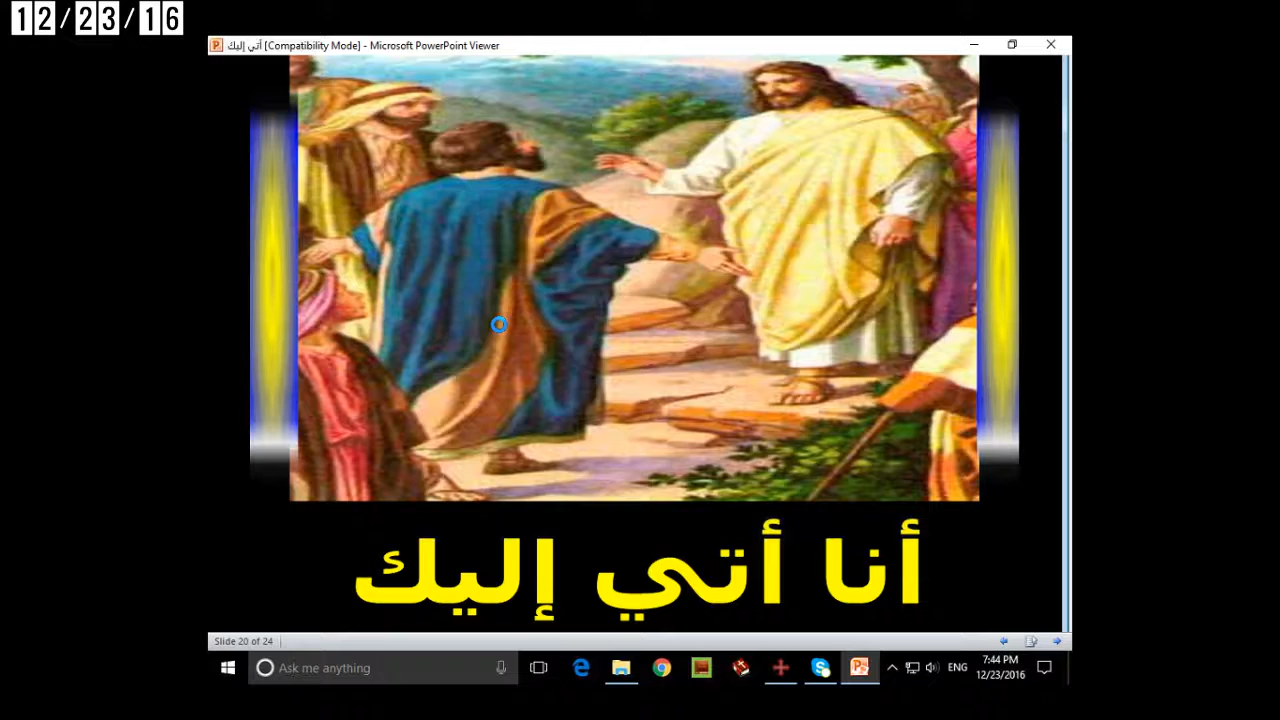 12/23/16
آتي إليك [Compatibility Mode] - Microsoft PowerPoint Viewer
أنا أتي إليك
Slide 20 of 24
Ask me anything
ENG
7:44 PM
12/23/2016